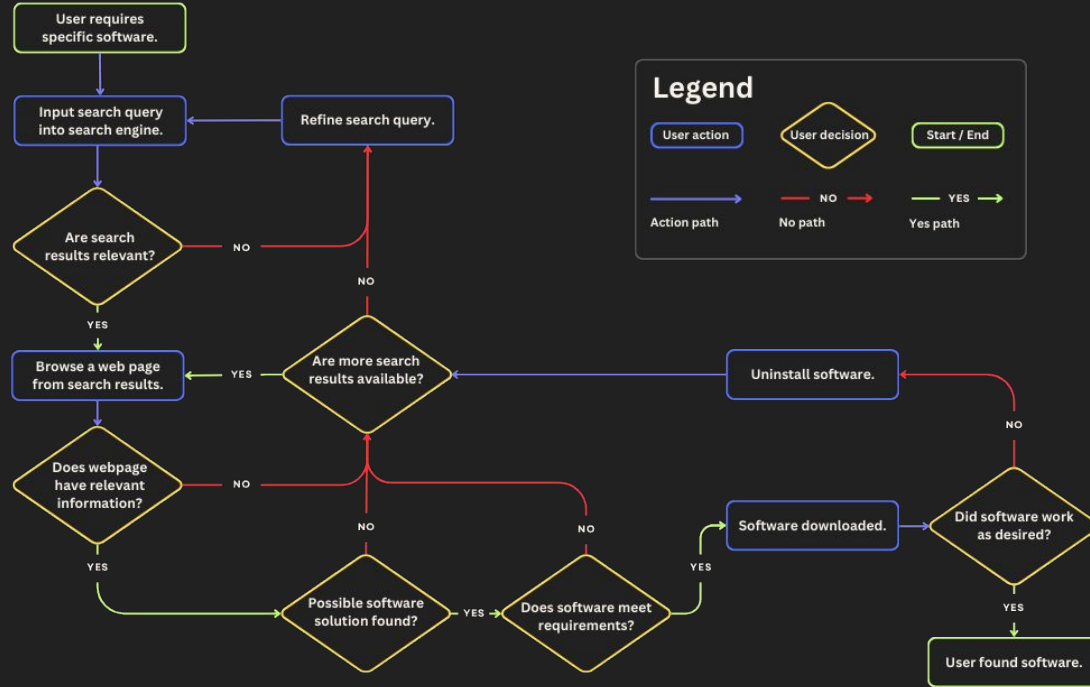 User requires
specific software.
Input search query
into search engine.
Refine search query.
Legend
User action
User decision
Start / End
NO
YES
Action path
No path
Yes path
Are search
results relevant?
NO
NO
YES
Browse a web page
from search results.
YES
Are more search
results available?
Uninstall software.
NO
Does webpage
have relevant
information?
NO
NO
NO
Software downloaded.
Did software work
as desired?
YES
YES
Possible software
solution found?
YES
Does software meet
requirements?
YES
User found software.